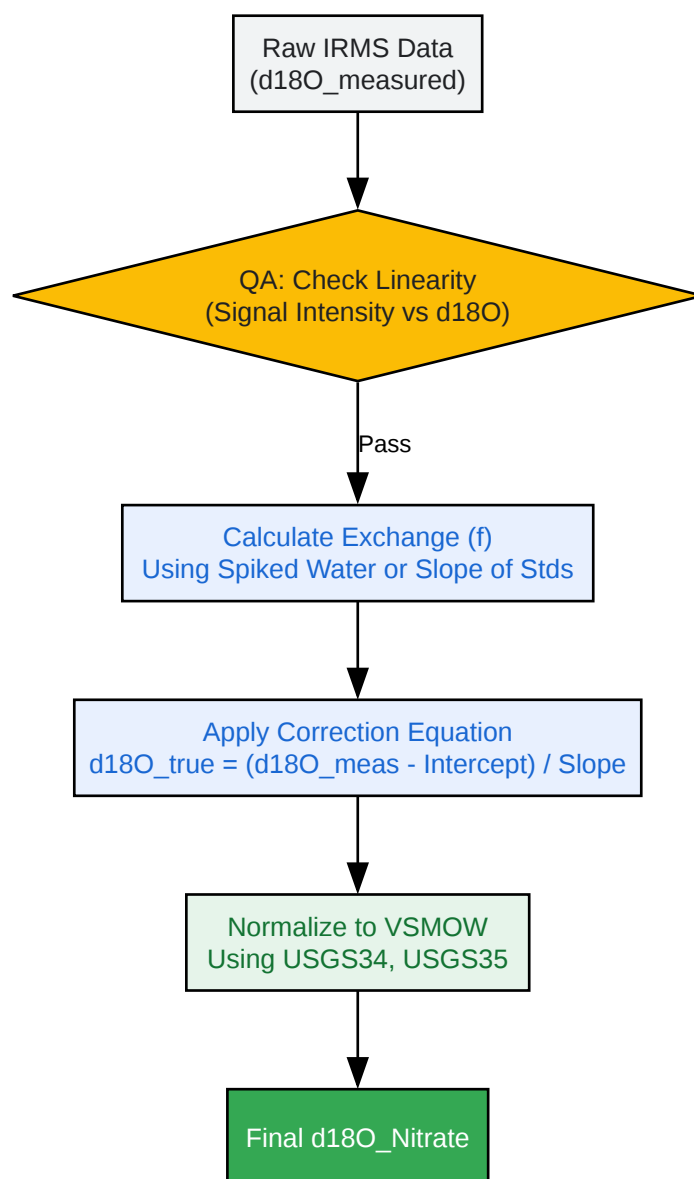 Raw IRMS Data
(d18O_measured)
QA: Check Linearity
(Signal Intensity vs d18O)
Pass
Calculate Exchange (f)
Using Spiked Water or Slope of Stds
Apply Correction Equation
d18O_true = (d18O_meas - Intercept) / Slope
Normalize to VSMOW
Using USGS34, USGS35
Final d18O_Nitrate